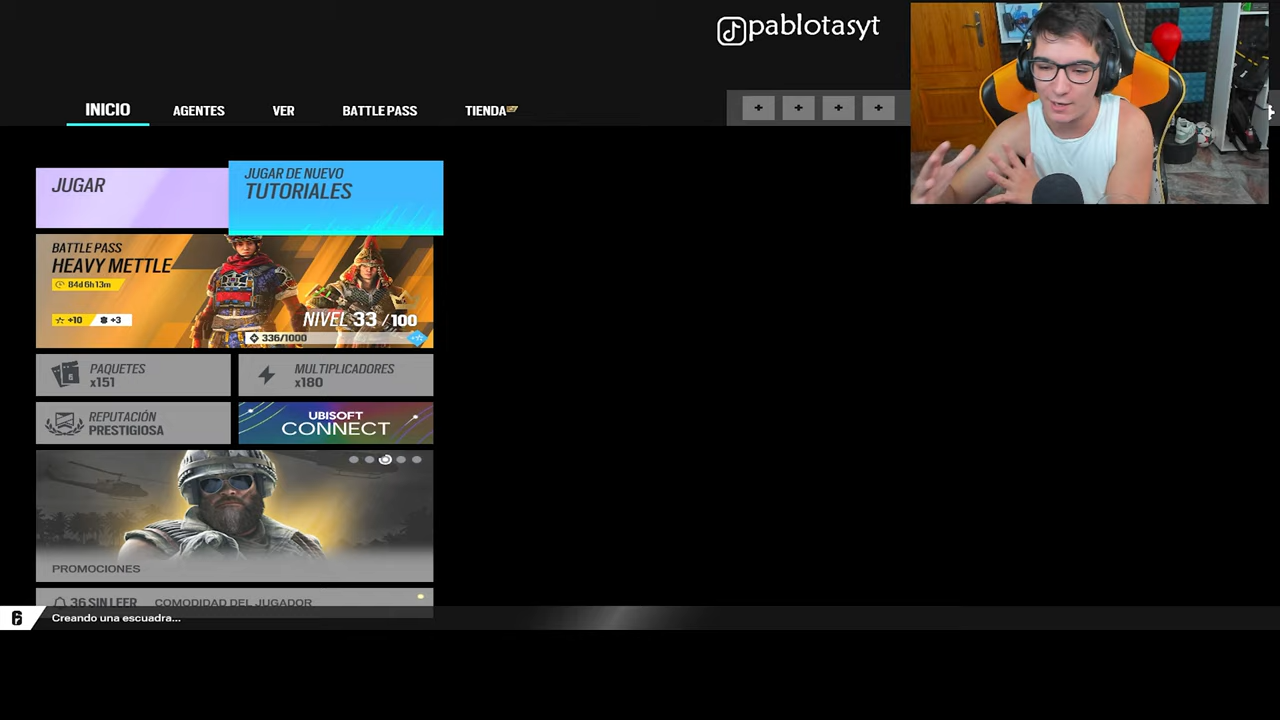 pablotasyt
INICIO
AGENTES
VER
BATTLE PASS
TIENDA
+
+
+
+
JUGAR
JUGAR DE NUEVO
TUTORIALES
BATTLE PASS
HEAVY METTLE
84d 6h 13m
+10
+3
NIVEL 33 /100
336/1000
PAQUETES
x151
MULTIPLICADORES
x180
REPUTACIÓN
PRESTIGIOSA
UBISOFT
CONNECT
PROMOCIONES
36 SIN LEER
COMODIDAD DEL JUGADOR
6
Creando una escuadra...